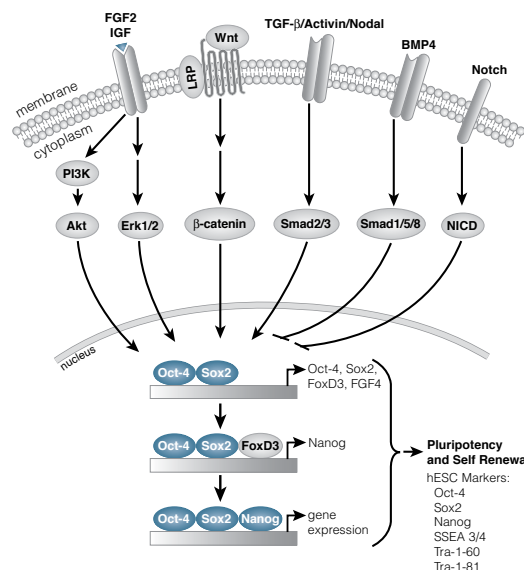 FGF2
IGF
Wnt
LRP
TGF-β/Activin/Nodal
BMP4
Notch
membrane
cytoplasm
PI3K
Akt
Erk1/2
β-catenin
Smad2/3
Smad1/5/8
NICD
nucleus
Oct-4 Sox2
Oct-4, Sox2,
FoxD3, FGF4
Oct-4 Sox2 FoxD3
Nanog
Oct-4 Sox2 Nanog
gene
expression
Pluripotency
and Self Renewa
hESC Markers:
Oct-4
Sox2
Nanog
SSEA 3/4
Tra-1-60
Tra-1-81